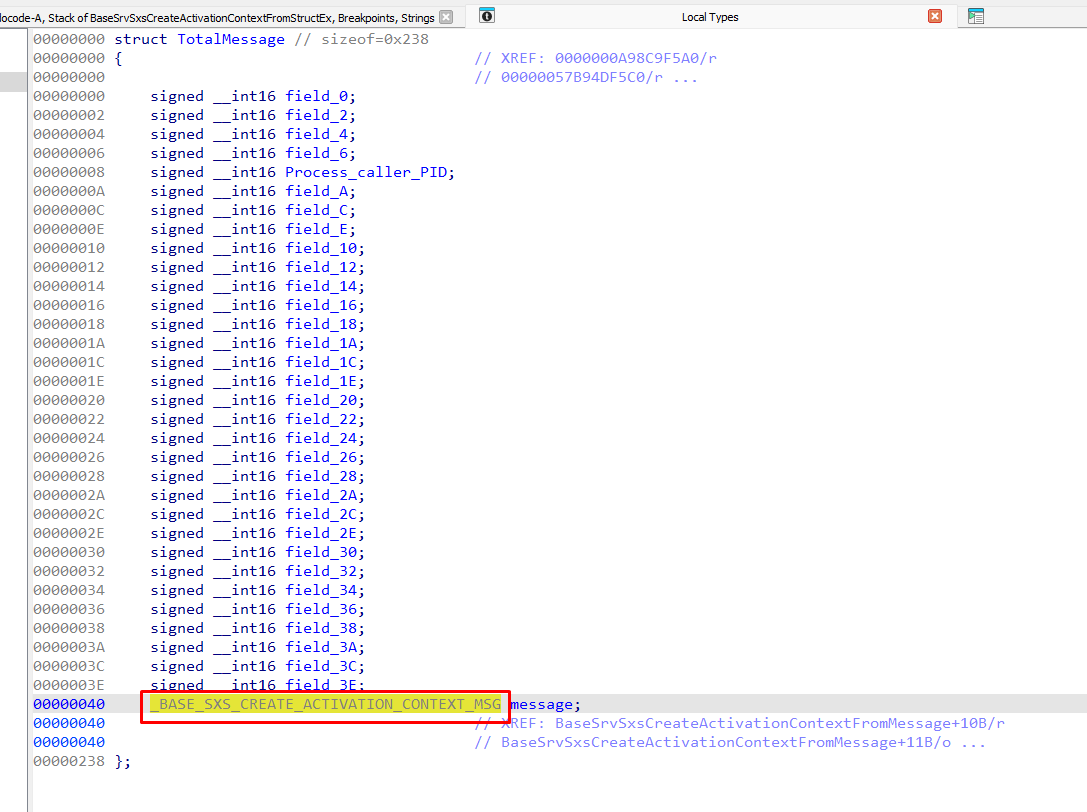 locode-A, Stack of BaseSrvSxsCreateActivationContextFromStructEx, Breakpoints, Strings
Local Types
00000000 struct TotalMessage // sizeof=0x238
00000000 { // XREF: 0000000A98C9F5A0/r
00000000 // 00000057B94DF5C0/r ...
00000000 signed __int16 field_0;
00000002 signed __int16 field_2;
00000004 signed __int16 field_4;
00000006 signed __int16 field_6;
00000008 signed __int16 Process_caller_PID;
0000000A signed __int16 field_A;
0000000C signed __int16 field_C;
0000000E signed __int16 field_E;
00000010 signed __int16 field_10;
00000012 signed __int16 field_12;
00000014 signed __int16 field_14;
00000016 signed __int16 field_16;
00000018 signed __int16 field_18;
0000001A signed __int16 field_1A;
0000001C signed __int16 field_1C;
0000001E signed __int16 field_1E;
00000020 signed __int16 field_20;
00000022 signed __int16 field_22;
00000024 signed __int16 field_24;
00000026 signed __int16 field_26;
00000028 signed __int16 field_28;
0000002A signed __int16 field_2A;
0000002C signed __int16 field_2C;
0000002E signed __int16 field_2E;
00000030 signed __int16 field_30;
00000032 signed __int16 field_32;
00000034 signed __int16 field_34;
00000036 signed __int16 field_36;
00000038 signed __int16 field_38;
0000003A signed __int16 field_3A;
0000003C signed __int16 field_3C;
0000003E signed __int16 field_3E;
00000040 _BASE_SXS_CREATE_ACTIVATION_CONTEXT_MSG message;
00000040 // XREF: BaseSrvSxsCreateActivationContextFromMessage+10B/r
00000040 // BaseSrvSxsCreateActivationContextFromMessage+11B/o ...
00000238 };